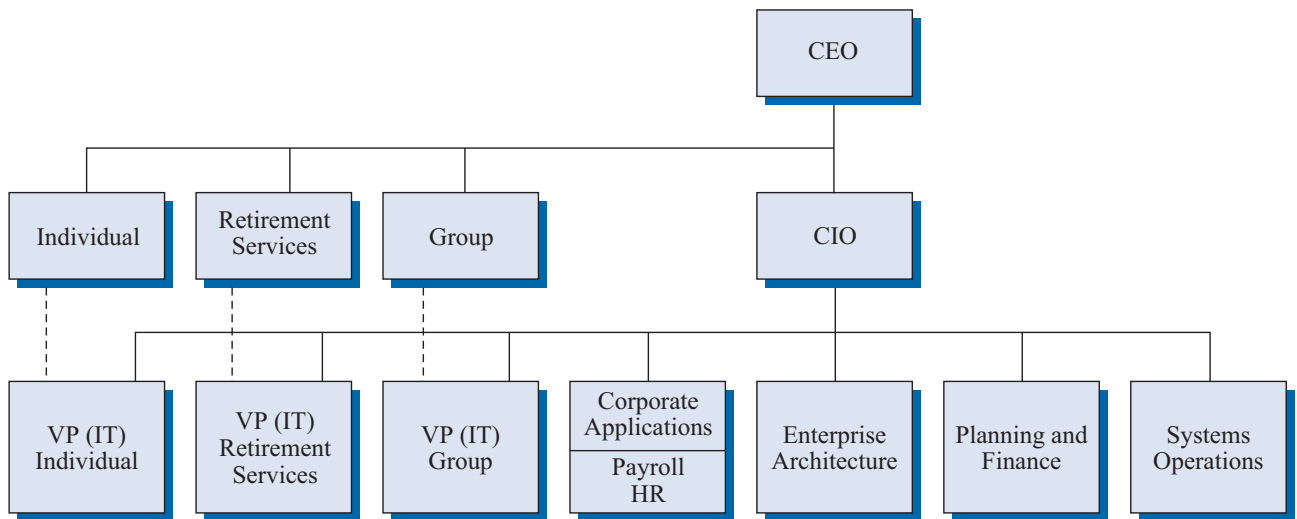 CEO
Individual
Retirement
Services
Group
CIO
VP (IT)
Individual
VP (IT)
Retirement
Services
VP (IT)
Group
Corporate
Applications
Payroll
HR
Enterprise
Architecture
Planning and
Finance
Systems
Operations